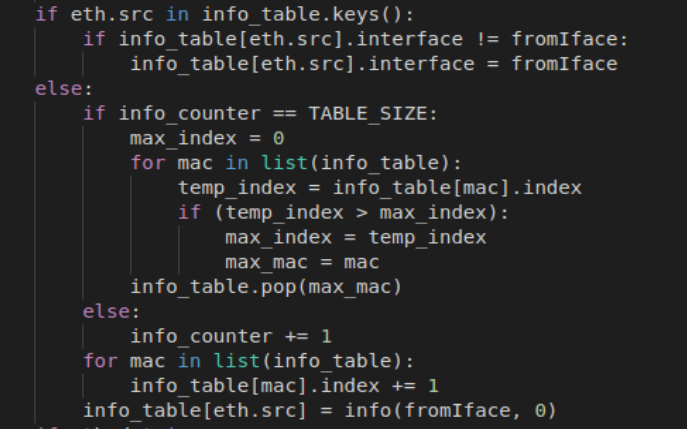 if eth.src in info_table.keys():
    if info_table[eth.src].interface != fromIface:
        info_table[eth.src].interface = fromIface
else:
    if info_counter == TABLE_SIZE:
        max_index = 0
        for mac in list(info_table):
            temp_index = info_table[mac].index
            if (temp_index > max_index):
                max_index = temp_index
                max_mac = mac
        info_table.pop(max_mac)
    else:
        info_counter += 1
    for mac in list(info_table):
        info_table[mac].index += 1
    info_table[eth.src] = info(fromIface, 0)